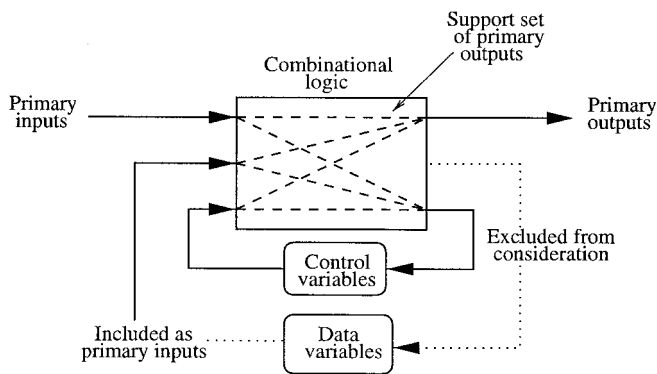 Support set
of primary
outputs
Combinational
logic
Primary
inputs
Primary
outputs
Excluded from
consideration
Control
variables
Included as
primary inputs
Data
variables